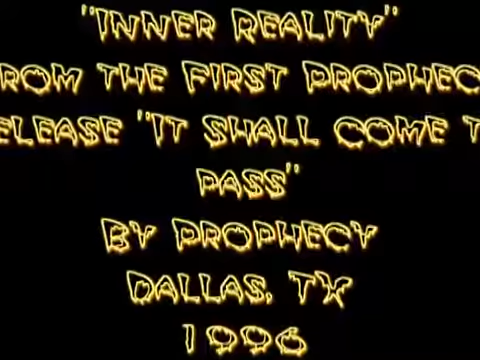 "Inner Reality"
rom the First Prophec
elease "It Shall Come t
Pass"
By Prophecy
Dallas, TX
1996